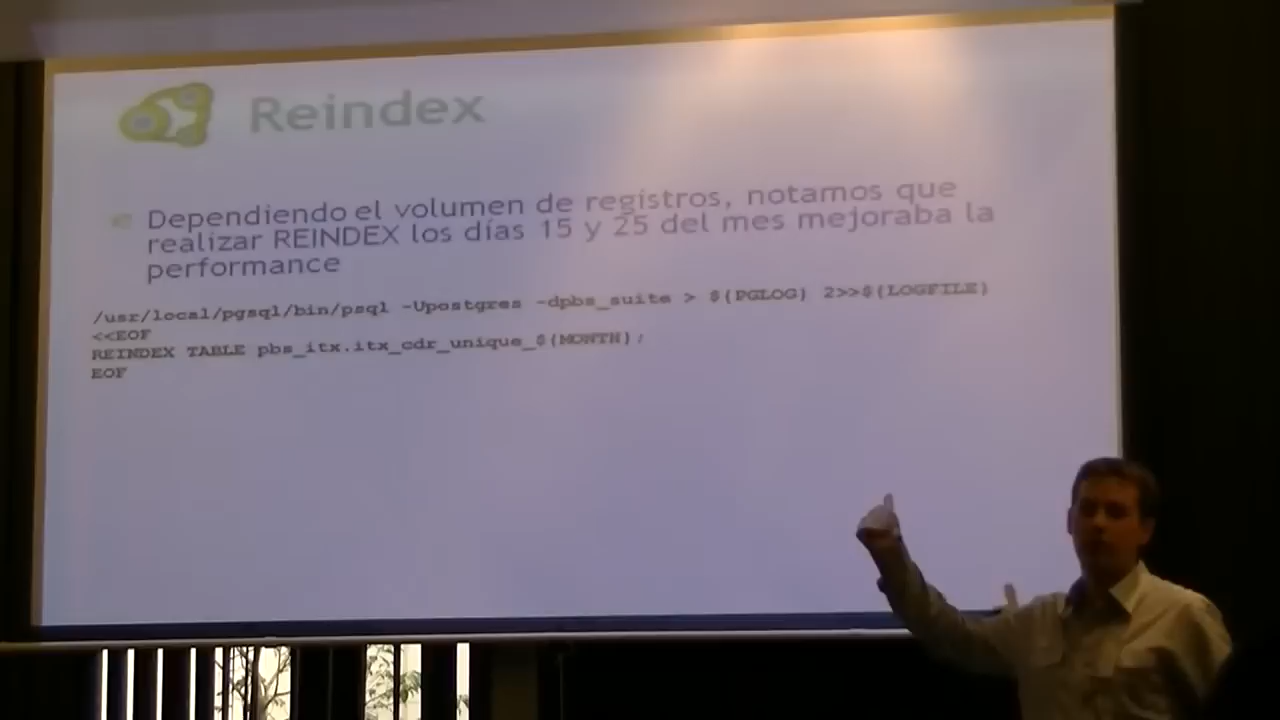 Reindex
Dependiendo el volumen de registros, notamos que
realizar REINDEX los días 15 y 25 del mes mejoraba la
performance
/usr/local/pgsql/bin/psql -Upostgres -dpbs_suite > ${PGLOG} 2>>${LOGFILE}
<<EOF
REINDEX TABLE pbs_itx.itx_cdr_unique_${MONTH};
EOF